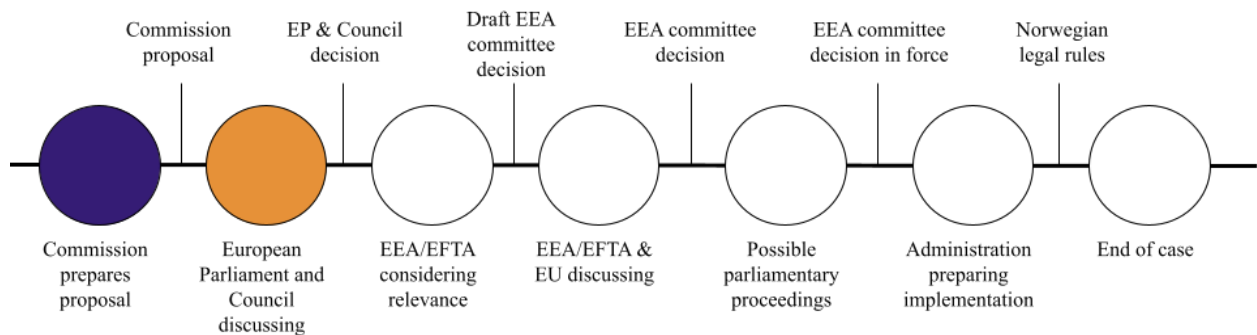 Commission
proposal
EP & Council
decision
Draft EEA
committee
decision
EEA committee
decision
EEA committee
decision in force
Norwegian
legal rules
Commission
prepares
proposal
European
Parliament and
Council
discussing
EEA/EFTA
considering
relevance
EEA/EFTA &
EU discussing
Possible
parliamentary
proceedings
Administration
preparing
implementation
End of case